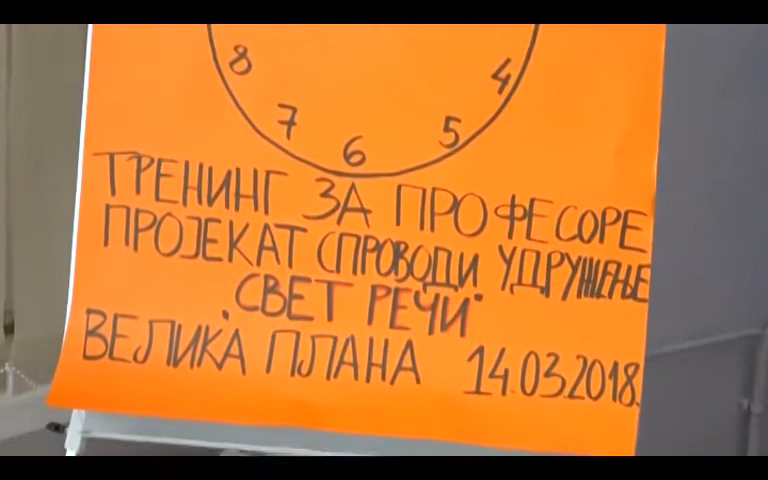 8 4
7 5
6
ТРЕНИНГ ЗА ПРОФЕСОРЕ
ПРОЈЕКАТ СПРОВОДИ УДРУЖЕЊЕ
„СВЕТ РЕЧИ"
ВЕЛИКА ПЛАНА 14.03.2018.